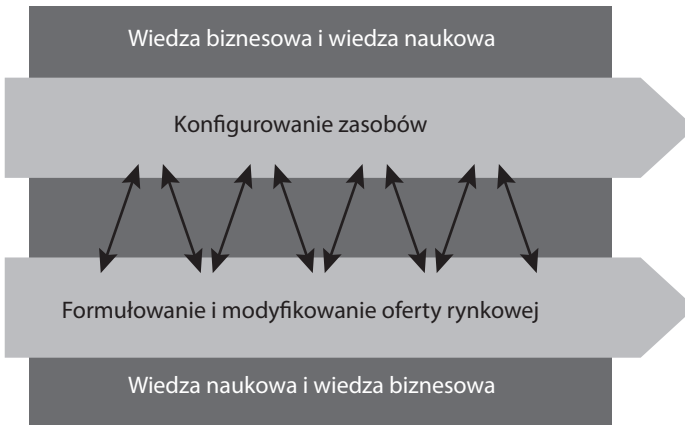 Wiedza biznesowa i wiedza naukowa
Konfigurowanie zasobów
Formułowanie i modyfikowanie oferty rynkowej
Wiedza naukowa i wiedza biznesowa